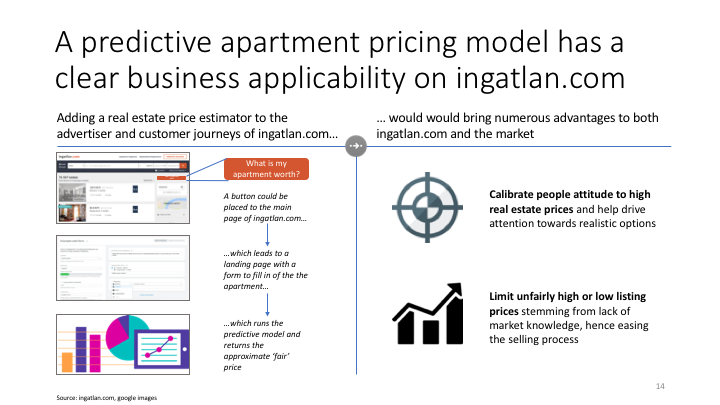 A predictive apartment pricing model has a
clear business applicability on ingatlan.com
Adding a real estate price estimator to the
advertiser and customer journeys of ingatlan.com…
… would would bring numerous advantages to both
ingatlan.com and the market
What is my
apartment worth?
A button could be
placed to the main
page of ingatlan.com…
…which leads to a
landing page with a
form to fill in of the the
apartment…
…which runs the
predictive model and
returns the
approximate ‘fair’
price
Calibrate people attitude to high
real estate prices and help drive
attention towards realistic options
Limit unfairly high or low listing
prices stemming from lack of
market knowledge, hence easing
the selling process
Source: ingatlan.com, google images
14